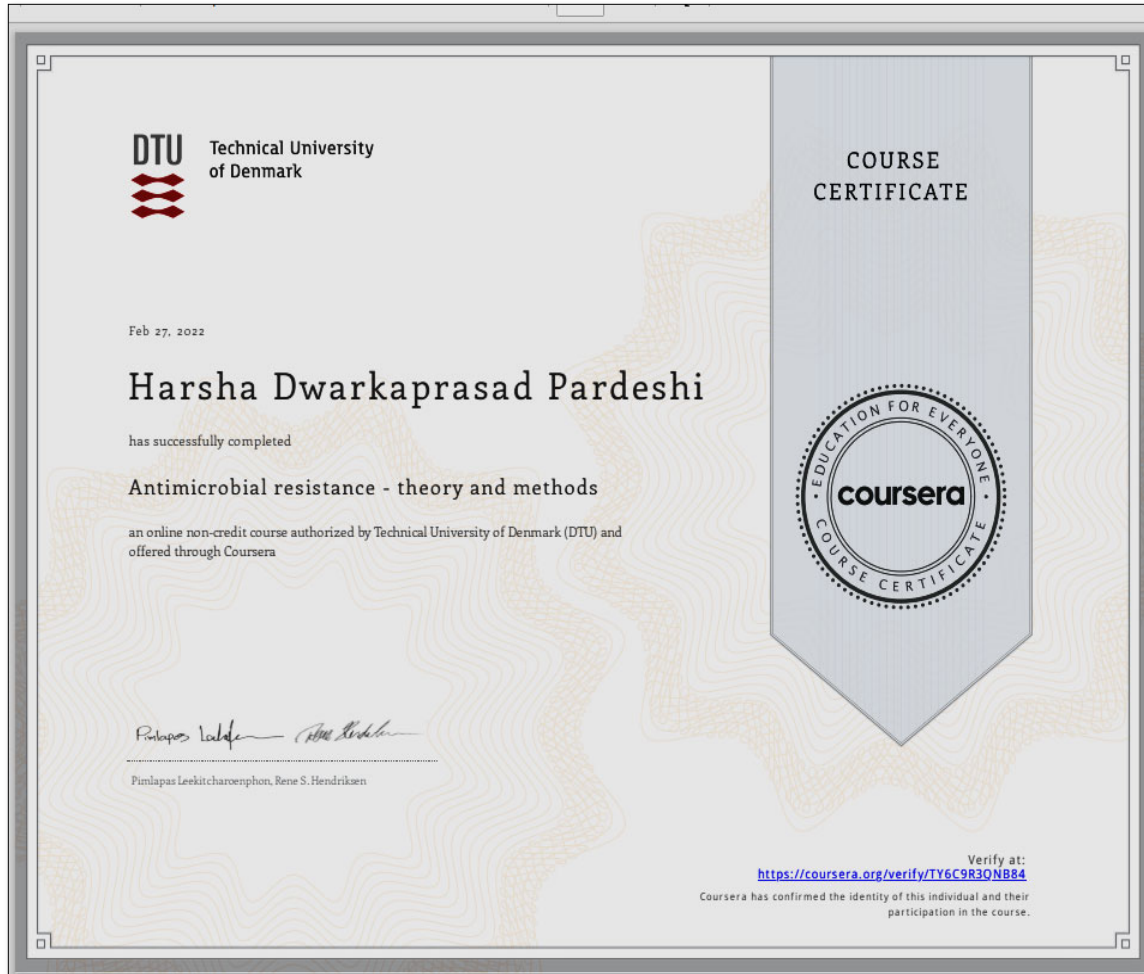 DTU
Technical University
of Denmark
COURSE
CERTIFICATE
Feb 27, 2022
Harsha Dwarkaprasad Pardeshi
has successfully completed
Antimicrobial resistance - theory and methods
an online non-credit course authorized by Technical University of Denmark (DTU) and
offered through Coursera
EDUCATION FOR EVERYONE
coursera
COURSE CERTIFICATE
Pimlapas Leekitcharoenphon, Rene S. Hendriksen
Verify at:
https://coursera.org/verify/TY6C9R3QNB84
Coursera has confirmed the identity of this individual and their
participation in the course.